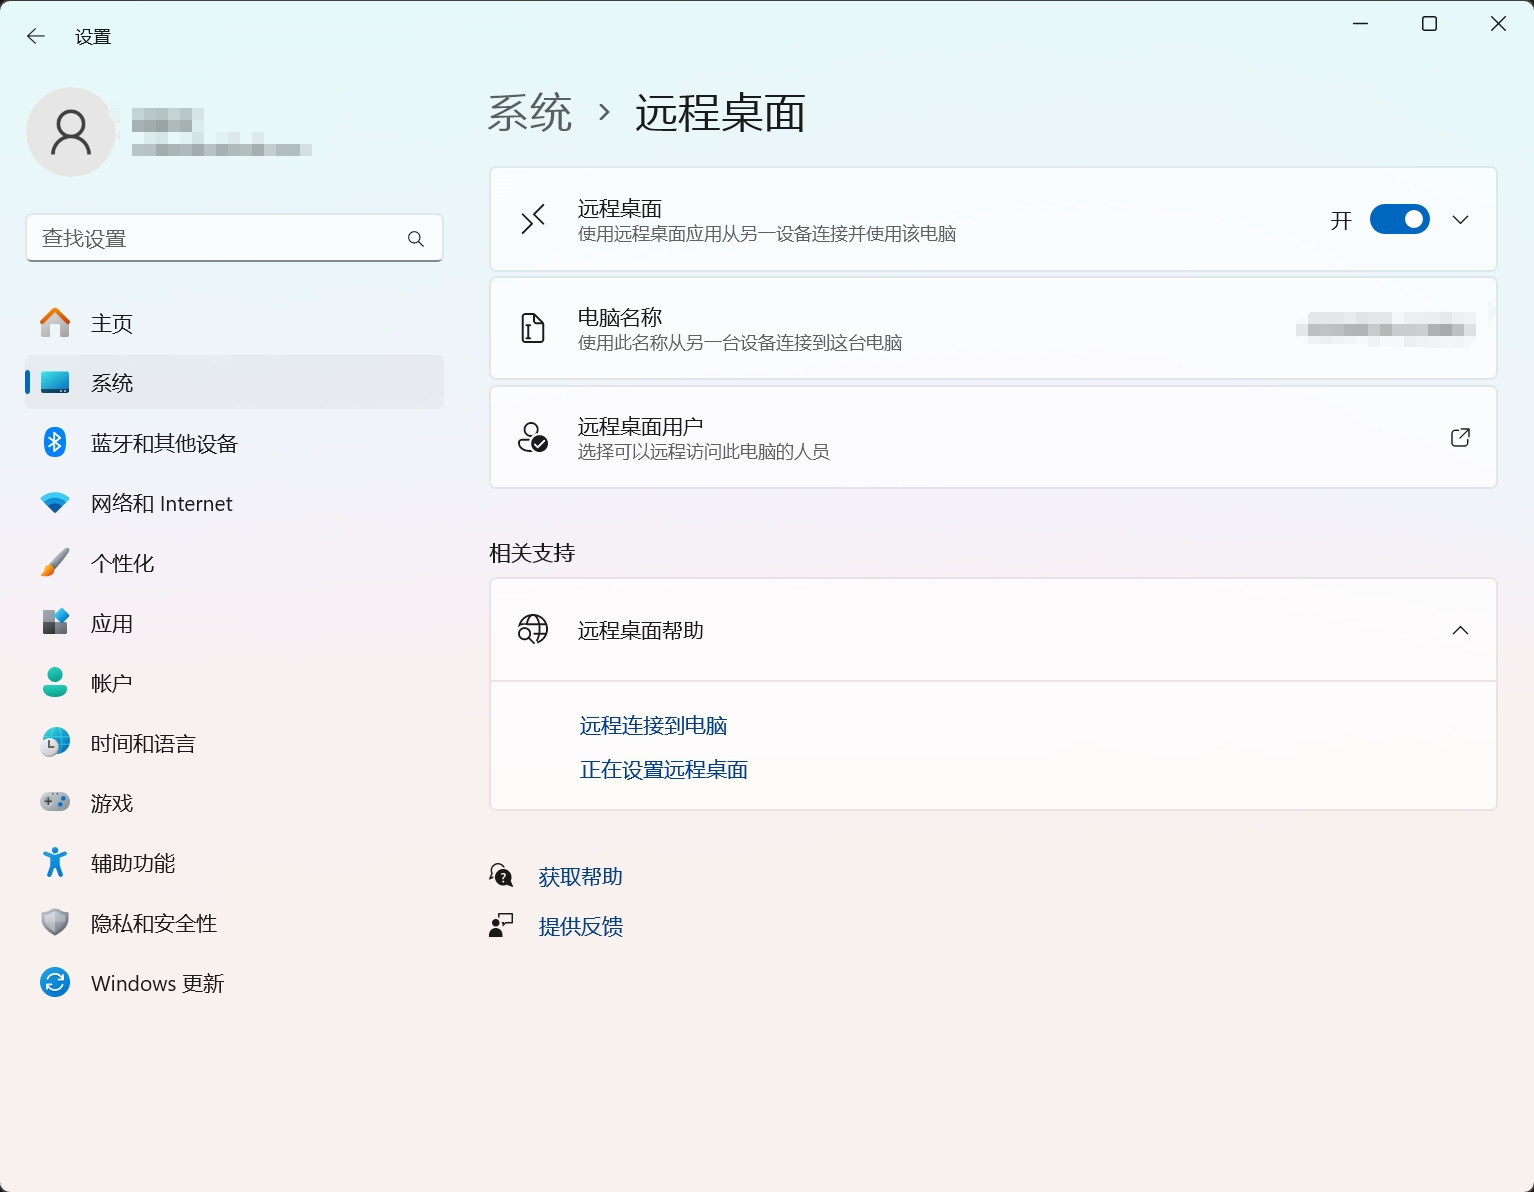 设置
查找设置
主页
系统
蓝牙和其他设备
网络和 Internet
个性化
应用
帐户
时间和语言
游戏
辅助功能
隐私和安全性
Windows 更新
系统 › 远程桌面
远程桌面
使用远程桌面应用从另一设备连接并使用该电脑
开
电脑名称
使用此名称从另一台设备连接到这台电脑
远程桌面用户
选择可以远程访问此电脑的人员
相关支持
远程桌面帮助
远程连接到电脑
正在设置远程桌面
获取帮助
提供反馈